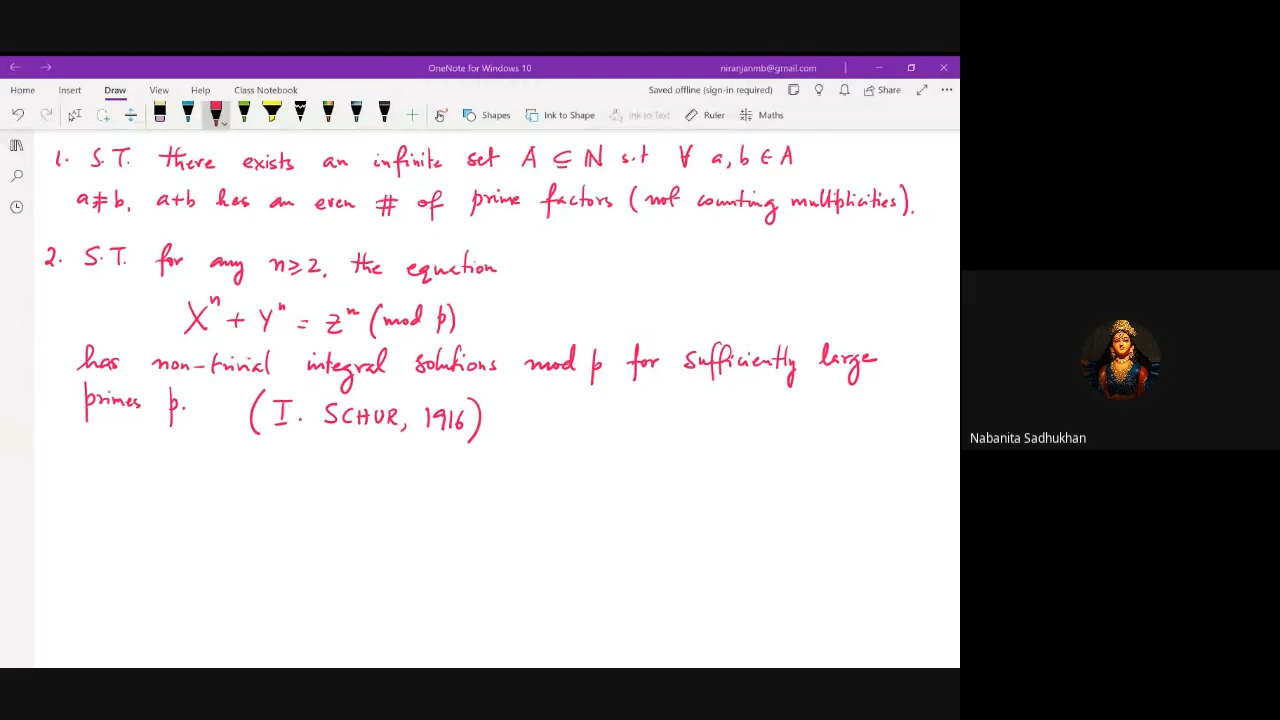 OneNote for Windows 10
niranjanmb@gmail.com
Home Insert Draw View Help Class Notebook
Saved offline (sign-in required)
Share
Shapes Ink to Shape Ink to Text Ruler Maths
1. S.T. there exists an infinite set A ⊆ N s.t ∀ a, b ∈ A
a≠b, a+b has an even # of prime factors (not counting multiplicities).
2. S.T. for any n≥2, the equation
X^n + Y^n = Z^n (mod p)
has non-trivial integral solutions mod p for sufficiently large
primes p. (I. SCHUR, 1916)
Nabanita Sadhukhan